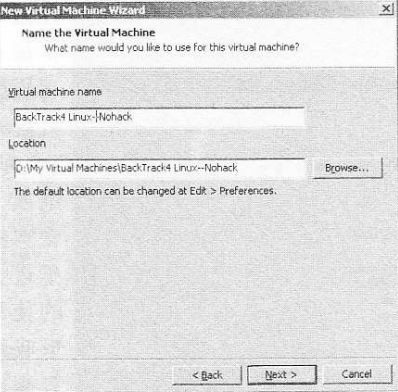 New Virtual Machine Wizard
Name the Virtual Machine
What name would you like to use for this virtual machine?
Virtual machine name
BackTrack4 Linux--Nohack
Location
D:\My Virtual Machines\BackTrack4 Linux--Nohack
Browse...
The default location can be changed at Edit > Preferences.
< Back
Next >
Cancel